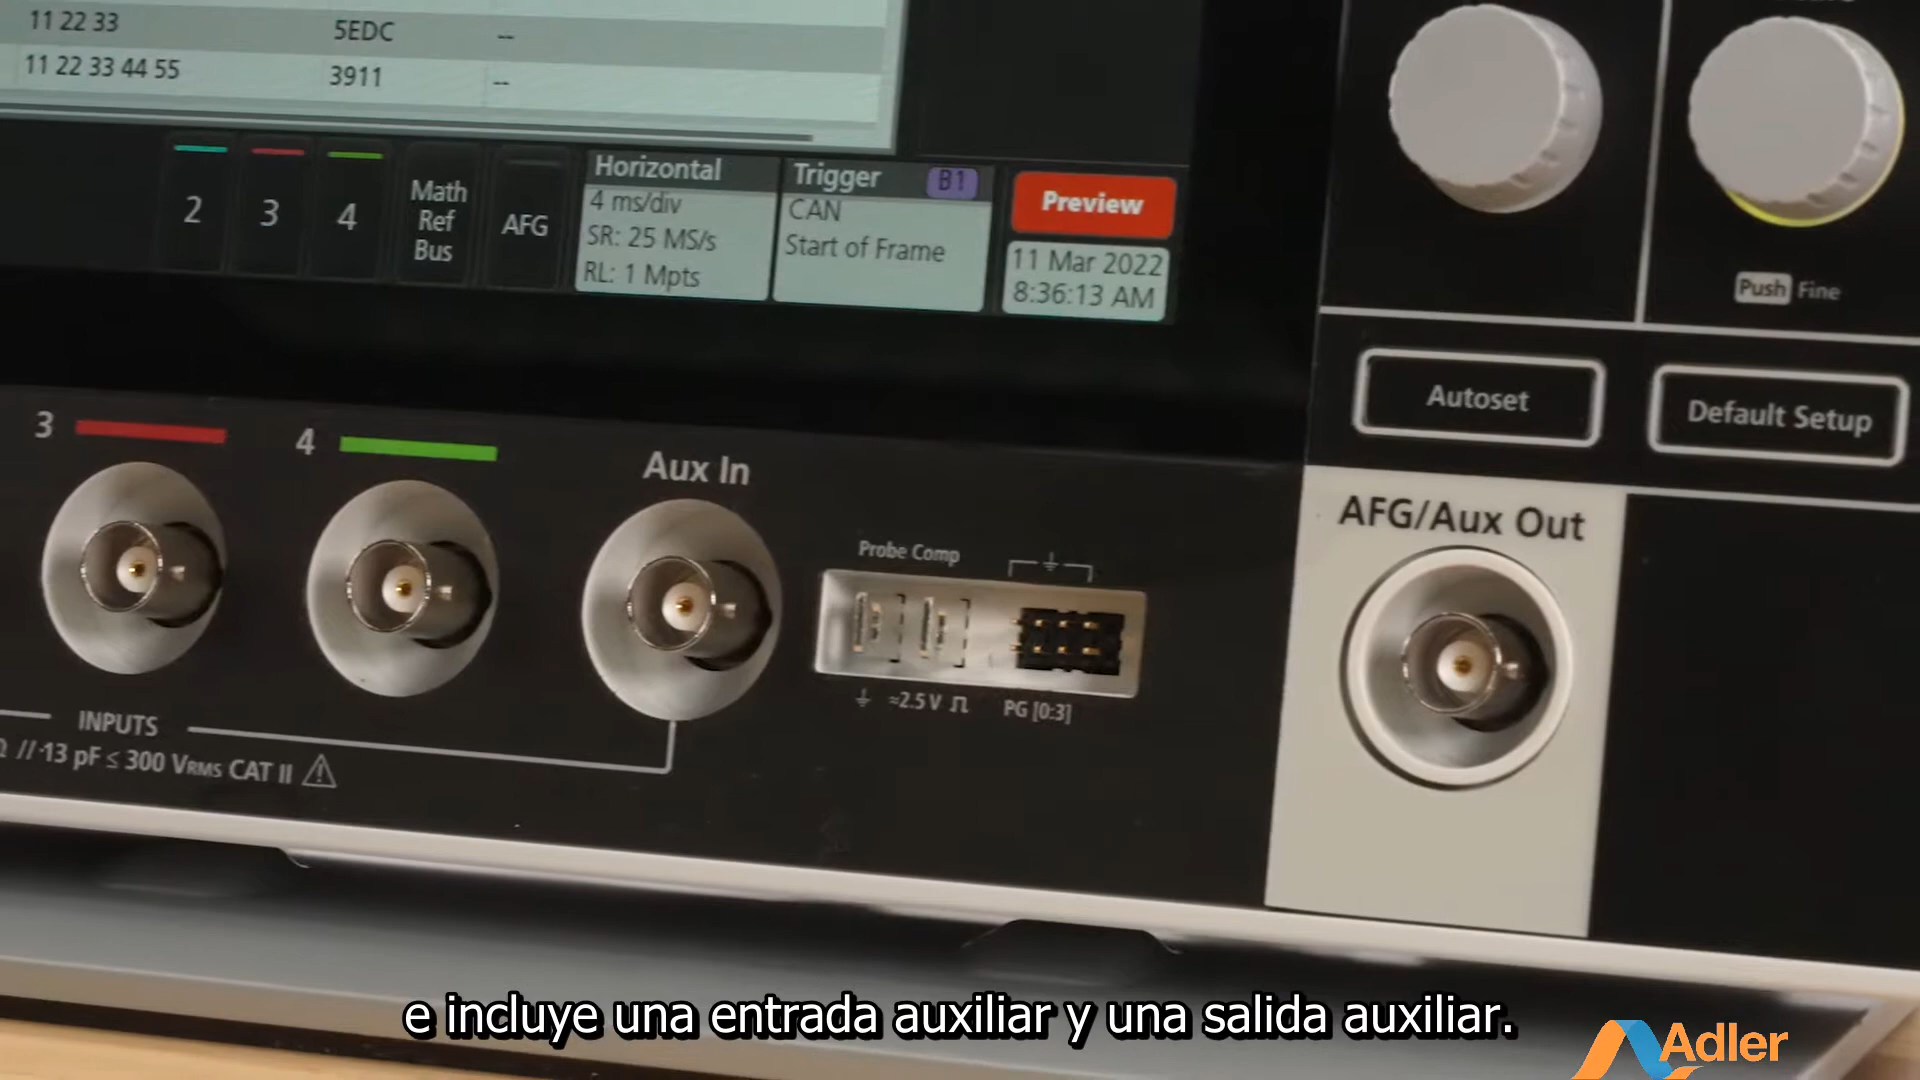 11 22 33 5EDC --
11 22 33 44 55 3911 --
2
3
4
Math
Ref
Bus
AFG
Horizontal
4 ms/div
SR: 25 MS/s
RL: 1 Mpts
Trigger B1
CAN
Start of Frame
Preview
11 Mar 2022
8:36:13 AM
Push Fine
Autoset
Default Setup
3
4
Aux In
AFG/Aux Out
Probe Comp
≈2.5 V
PG [0:3]
INPUTS
// 13 pF ≤ 300 VRMS CAT II
e incluye una entrada auxiliar y una salida auxiliar.
Adler